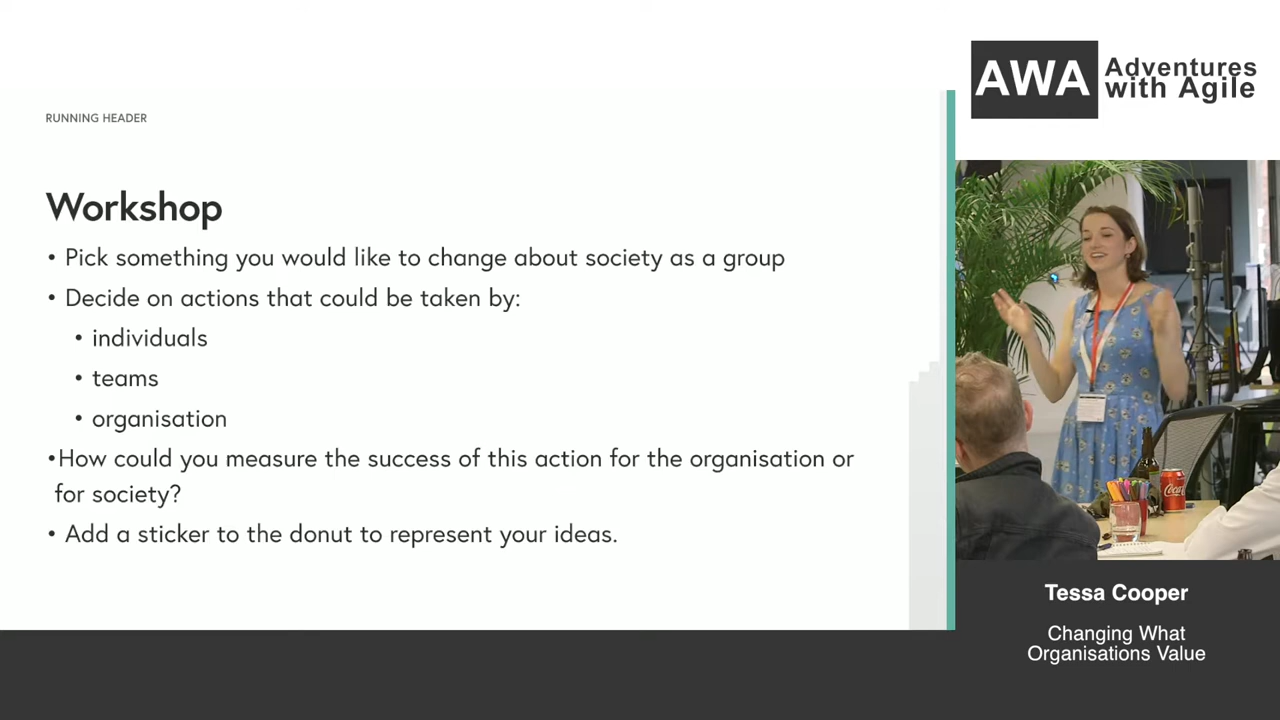 AWA
Adventures
with Agile
RUNNING HEADER
Workshop
• Pick something you would like to change about society as a group
• Decide on actions that could be taken by:
• individuals
• teams
• organisation
•How could you measure the success of this action for the organisation or
for society?
• Add a sticker to the donut to represent your ideas.
Tessa Cooper
Changing What
Organisations Value